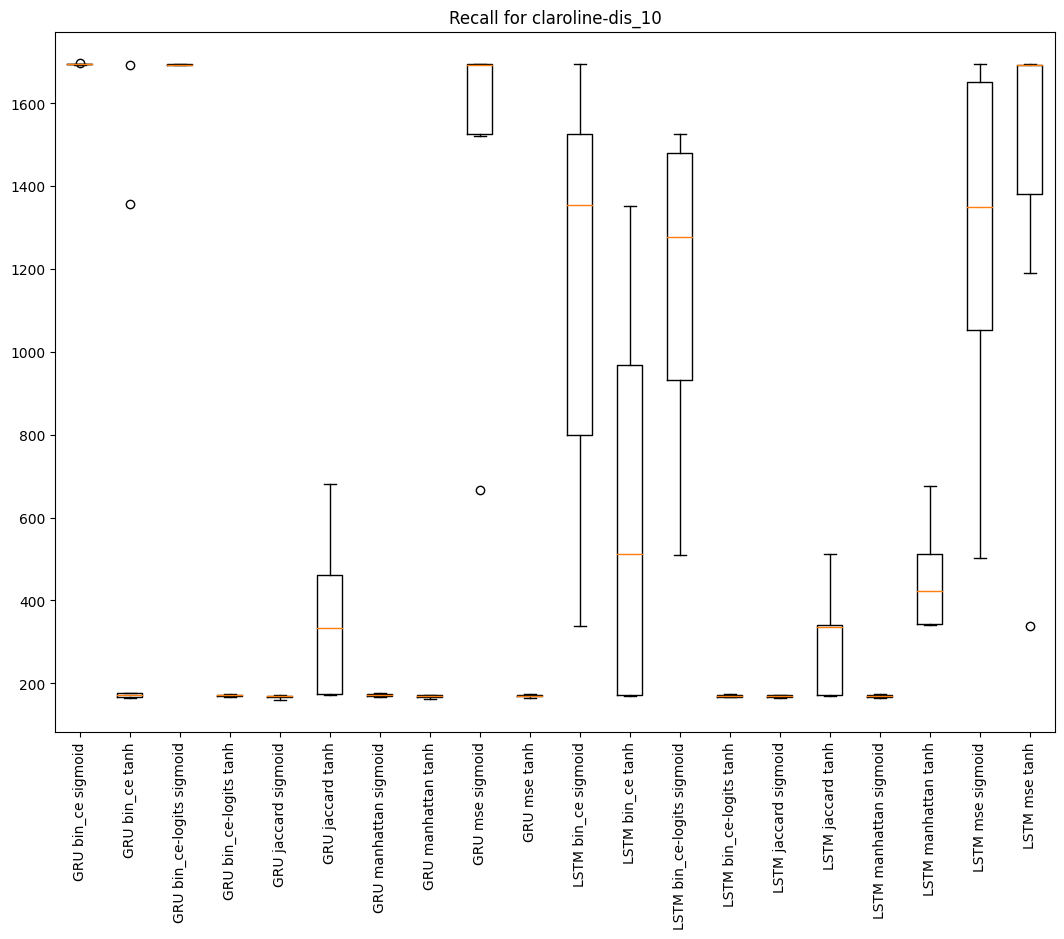 Recall for claroline-dis_10
1600
1400
1200
1000
800
600
400
200
GRU bin_ce sigmoid
GRU bin_ce tanh
GRU bin_ce-logits sigmoid
GRU bin_ce-logits tanh
GRU jaccard sigmoid
GRU jaccard tanh
GRU manhattan sigmoid
GRU manhattan tanh
GRU mse sigmoid
GRU mse tanh
LSTM bin_ce sigmoid
LSTM bin_ce tanh
LSTM bin_ce-logits sigmoid
LSTM bin_ce-logits tanh
LSTM jaccard sigmoid
LSTM jaccard tanh
LSTM manhattan sigmoid
LSTM manhattan tanh
LSTM mse sigmoid
LSTM mse tanh